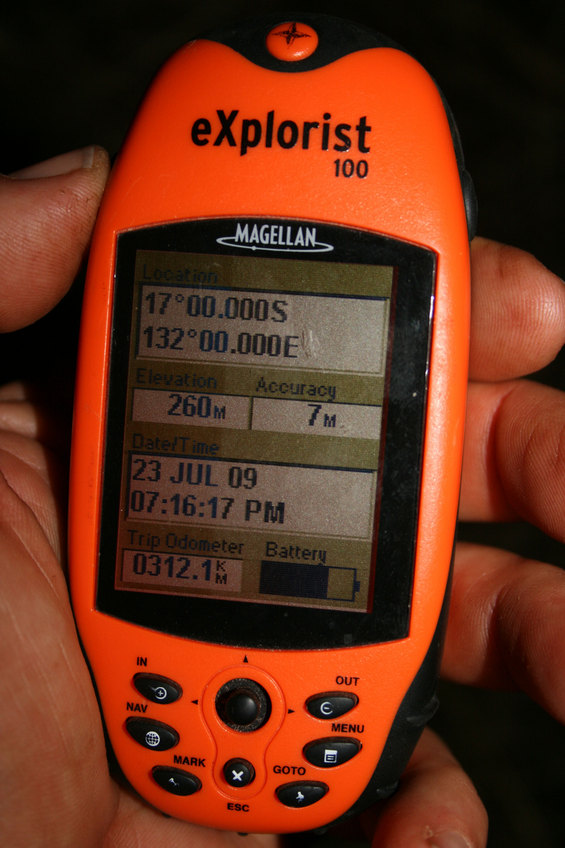 eXplorist
100
MAGELLAN
Location
17°00.000S
132°00.000E
Elevation Accuracy
260M 7M
Date/Time
23 JUL 09
07:16:17 PM
Trip Odometer Battery
0312.1KM
IN OUT
NAV MENU
MARK GOTO
ESC